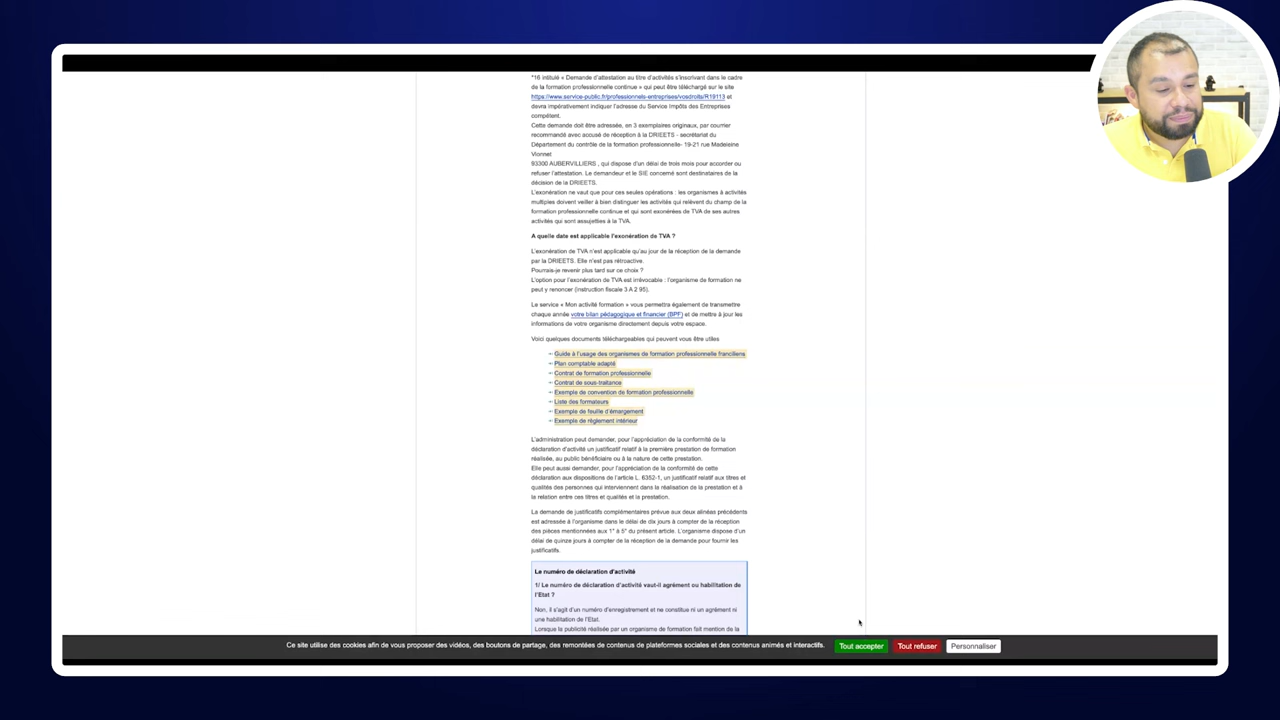 °16 intitulé « Demande d'attestation au titre d'activités s'inscrivant dans le cadre
de la formation professionnelle continue » qui peut être téléchargé sur le site
https://www.service-public.fr/professionnels-entreprises/vosdroits/R19113 et
devra impérativement indiquer l'adresse du Service Impôts des Entreprises
compétent.
Cette demande doit être adressée, en 3 exemplaires originaux, par courrier
recommandé avec accusé de réception à la DRIEETS - secrétariat du
Département du contrôle de la formation professionnelle- 19-21 rue Madeleine
Vionnet
93300 AUBERVILLIERS , qui dispose d'un délai de trois mois pour accorder ou
refuser l'attestation. Le demandeur et le SIE concerné sont destinataires de la
décision de la DRIEETS.
L'exonération ne vaut que pour ces seules opérations : les organismes à activités
multiples doivent veiller à bien distinguer les activités qui relèvent du champ de la
formation professionnelle continue et qui sont exonérées de TVA de ses autres
activités qui sont assujetties à la TVA.
A quelle date est applicable l'exonération de TVA ?
L'exonération de TVA n'est applicable qu'au jour de la réception de la demande
par la DRIEETS. Elle n'est pas rétroactive.
Pourrais-je revenir plus tard sur ce choix ?
L'option pour l'exonération de TVA est irrévocable : l'organisme de formation ne
peut y renoncer (instruction fiscale 3 A 2 95).
Le service « Mon activité formation » vous permettra également de transmettre
chaque année votre bilan pédagogique et financier (BPF) et de mettre à jour les
informations de votre organisme directement depuis votre espace.
Voici quelques documents téléchargeables qui peuvent vous être utiles
Guide à l'usage des organismes de formation professionnelle franciliens
Plan comptable adapté
Contrat de formation professionnelle
Contrat de sous-traitance
Exemple de convention de formation professionnelle
Liste des formateurs
Exemple de feuille d'émargement
Exemple de règlement intérieur
L'administration peut demander, pour l'appréciation de la conformité de la
déclaration d'activité un justificatif relatif à la première prestation de formation
réalisée, au public bénéficiaire ou à la nature de cette prestation.
Elle peut aussi demander, pour l'appréciation de la conformité de cette
déclaration aux dispositions de l'article L. 6352-1, un justificatif relatif aux titres et
qualités des personnes qui interviennent dans la réalisation de la prestation et à
la relation entre ces titres et qualités et la prestation.
La demande de justificatifs complémentaires prévue aux deux alinéas précédents
est adressée à l'organisme dans le délai de dix jours à compter de la réception
des pièces mentionnées aux 1° à 5° du présent article. L'organisme dispose d'un
délai de quinze jours à compter de la réception de la demande pour fournir les
justificatifs.
Le numéro de déclaration d'activité
1/ Le numéro de déclaration d'activité vaut-il agrément ou habilitation de
l'Etat ?
Non, il s'agit d'un numéro d'enregistrement et ne constitue ni un agrément ni
une habilitation de l'Etat.
Lorsque la publicité réalisée par un organisme de formation fait mention de la
Ce site utilise des cookies afin de vous proposer des vidéos, des boutons de partage, des remontées de contenus de plateformes sociales et des contenus animés et interactifs. Tout accepter Tout refuser Personnaliser